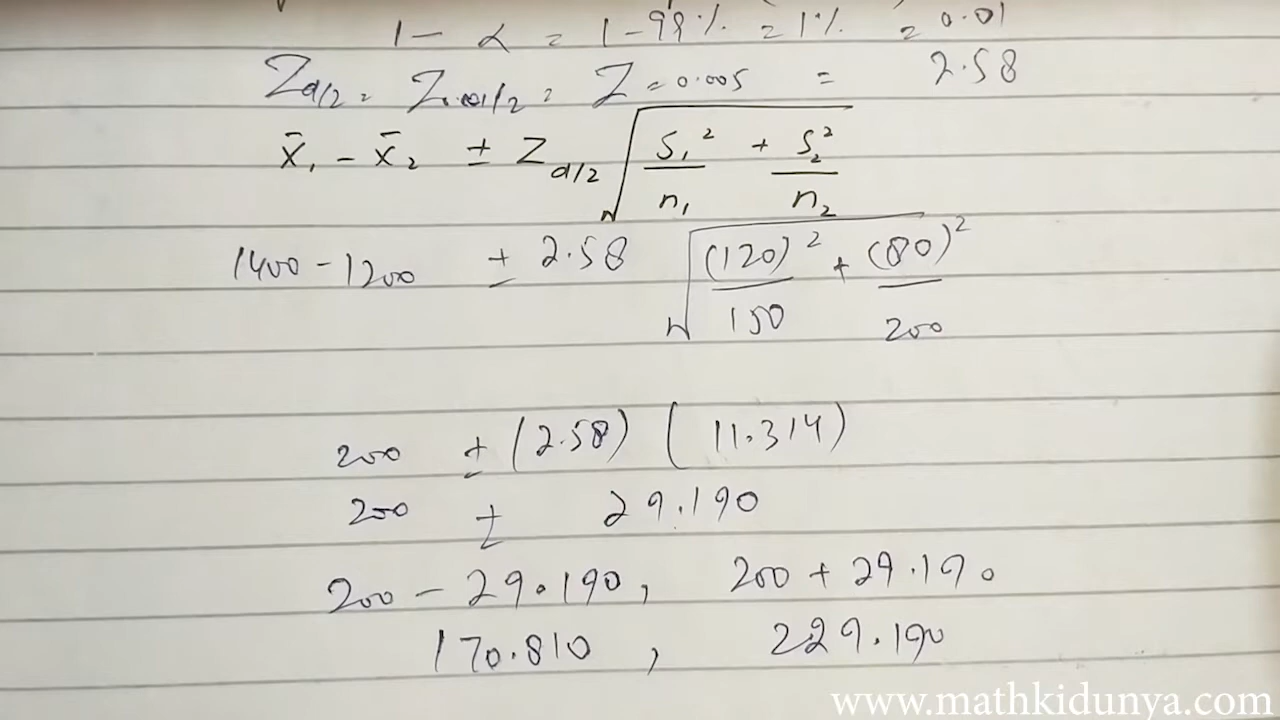 1 - α = 1 - 99% = 1% = 0.01
Zα/2 = Z0.01/2 = Z = 0.005 = 2.58
x̄₁ - x̄₂ ± Zα/2 √(S₁²/n₁ + S₂²/n₂)
1400 - 1200 ± 2.58 √((120)²/150 + (80)²/200)
200 ± (2.58) (11.314)
200 ± 29.190
200 - 29.190, 200 + 29.190
170.810, 229.190
www.mathkidunya.com